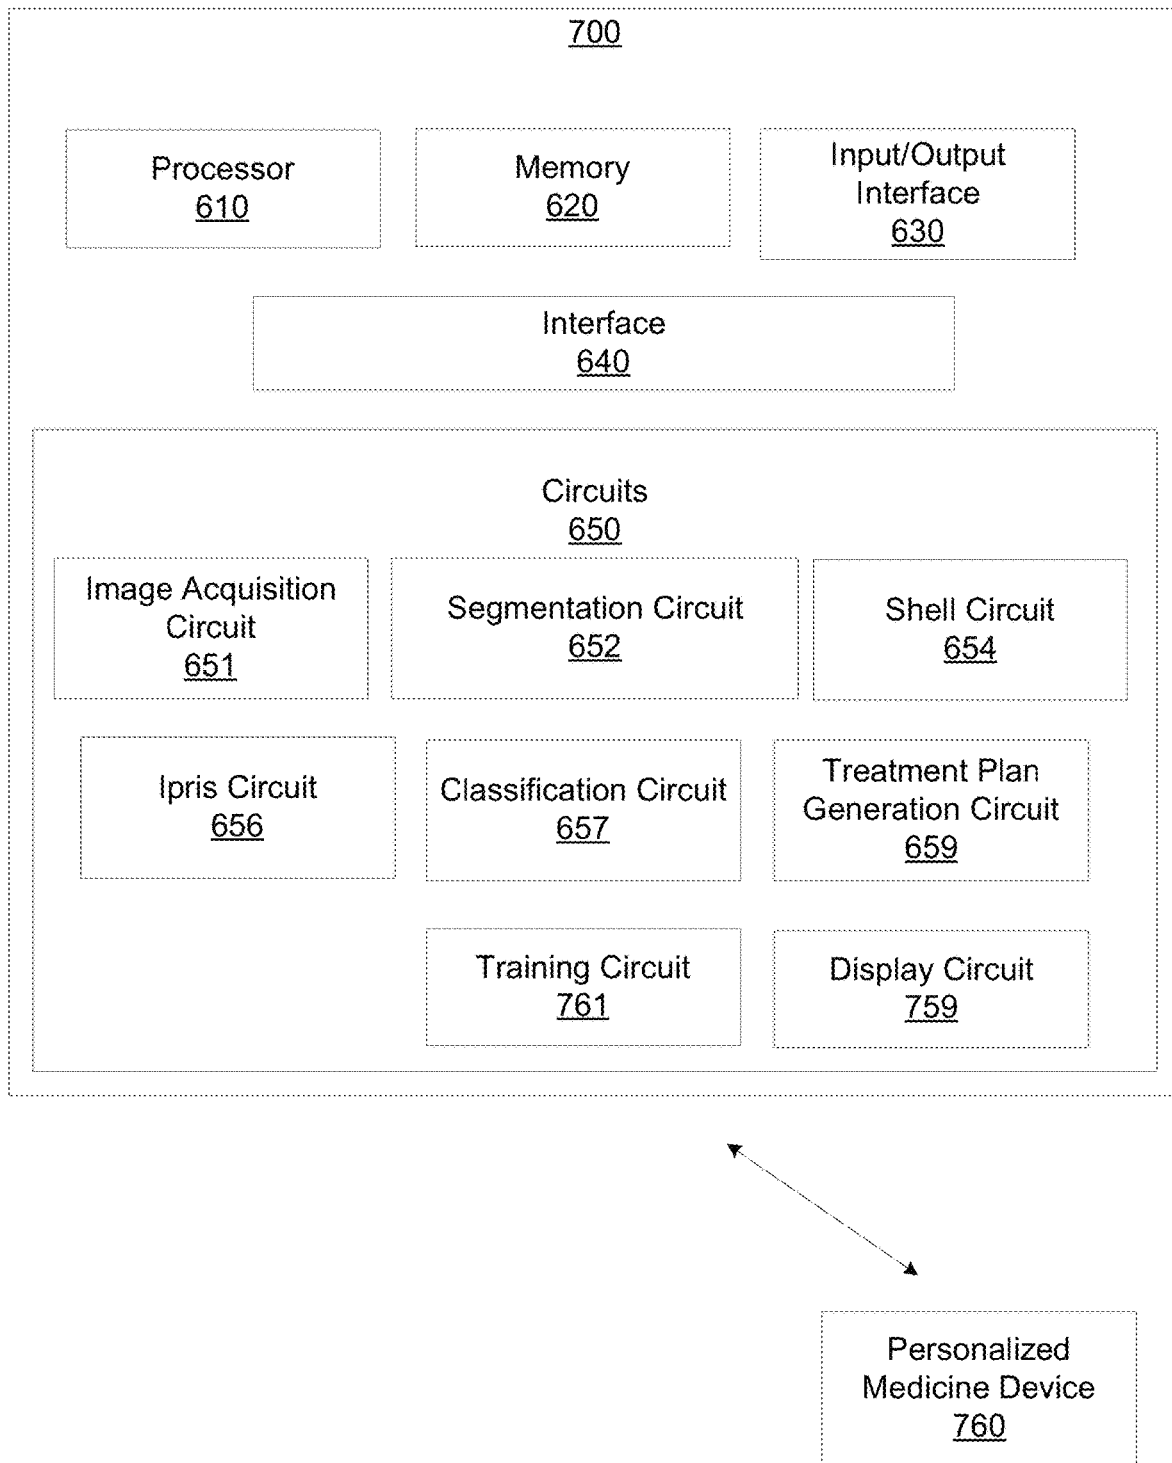 700
Processor
610
Memory
620
Input/Output
Interface
630
Interface
640
Circuits
650
Image Acquisition
Circuit
651
Segmentation Circuit
652
Shell Circuit
654
Ipris Circuit
656
Classification Circuit
657
Treatment Plan
Generation Circuit
659
Training Circuit
761
Display Circuit
759
Personalized
Medicine Device
760